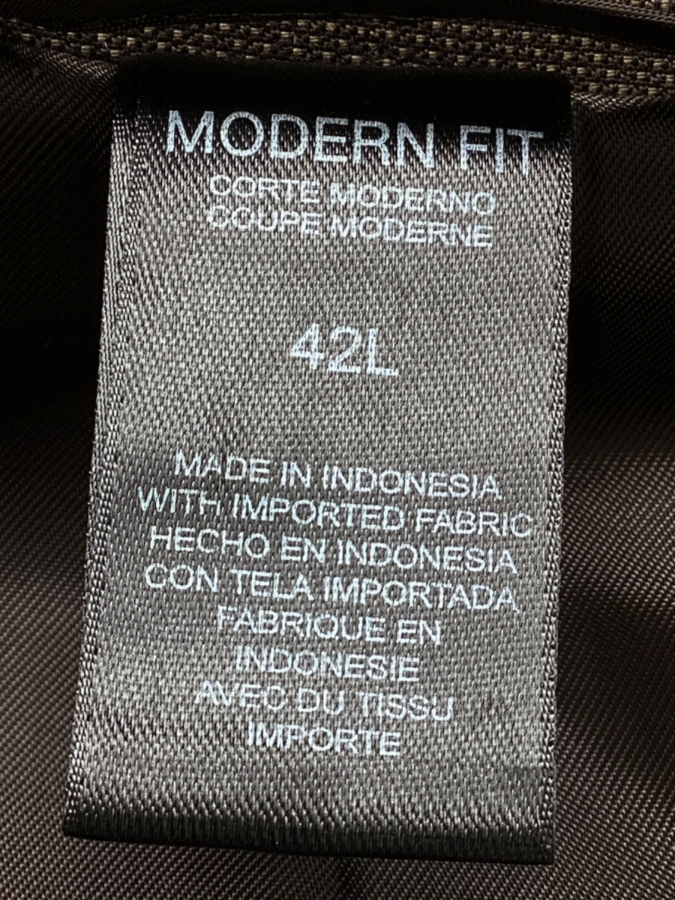 MODERN FIT
CORTE MODERNO
COUPE MODERNE
42L
MADE IN INDONESIA
WITH IMPORTED FABRIC
HECHO EN INDONESIA
CON TELA IMPORTADA
FABRIQUE EN
INDONESIE
AVEC DU TISSU
IMPORTE